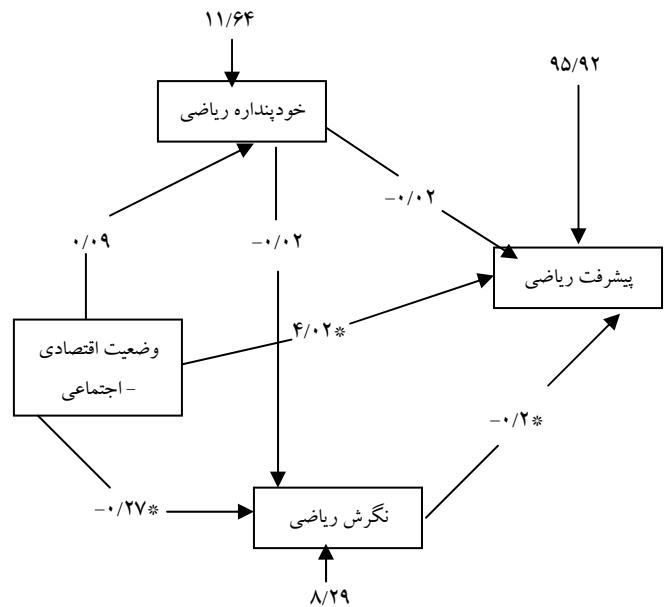 ۱۱/۶۴
۹۵/۹۲
خودپنداره ریاضی
–۰/۰۲
۰/۰۹
–۰/۰۲
پیشرفت ریاضی
۴/۰۲*
وضعیت اقتصادی
– اجتماعی
–۰/۲*
–۰/۲۷*
نگرش ریاضی
۸/۲۹